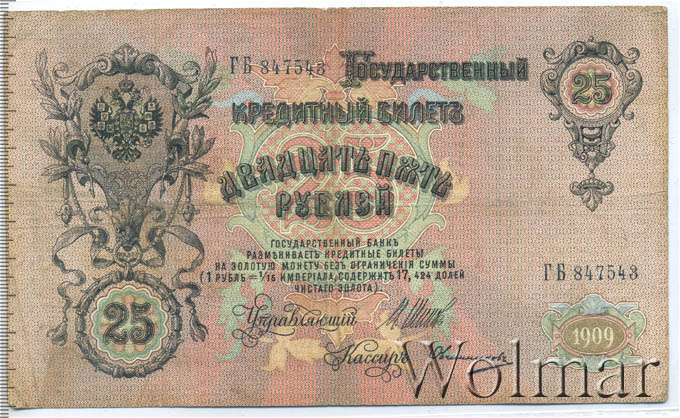 ГБ 847543
Государственный
25
Кредитный Билетъ
Двадцать пять
Рублей
ГОСУДАРСТВЕННЫЙ БАНКЪ
РАЗМѢНИВАЕТЪ КРЕДИТНЫЕ БИЛЕТЫ
НА ЗОЛОТУЮ МОНЕТУ БЕЗЪ ОГРАНИЧЕНІЯ СУММЫ
(1 РУБЛЬ = 1/15 ИМПЕРІАЛА, СОДЕРЖИТЪ 17, 424 ДОЛЕЙ
ЧИСТАГО ЗОЛОТА).
ГБ 847543
25
Управляющій
1909
Кассиръ
Wolmar